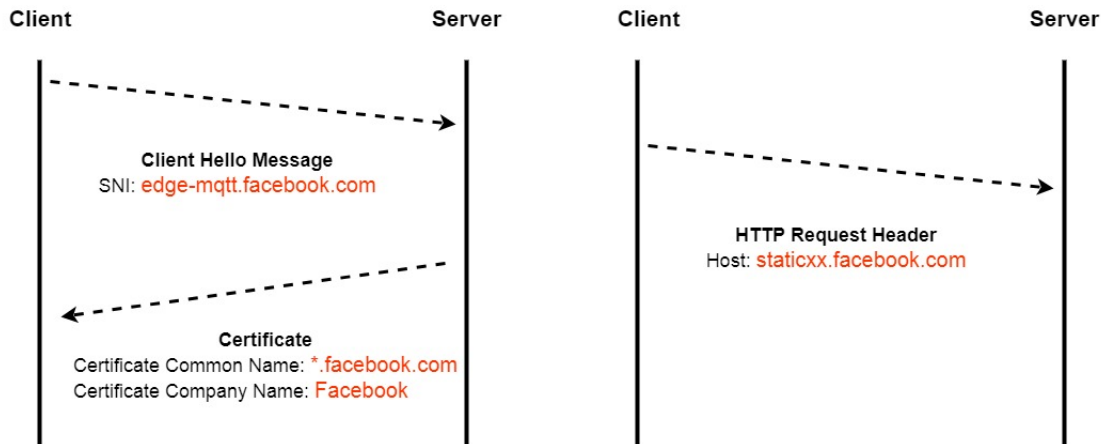 Client
Server
Client Hello Message
SNI: edge-mqtt.facebook.com
Certificate
Certificate Common Name: *.facebook.com
Certificate Company Name: Facebook
Client
Server
HTTP Request Header
Host: staticxx.facebook.com